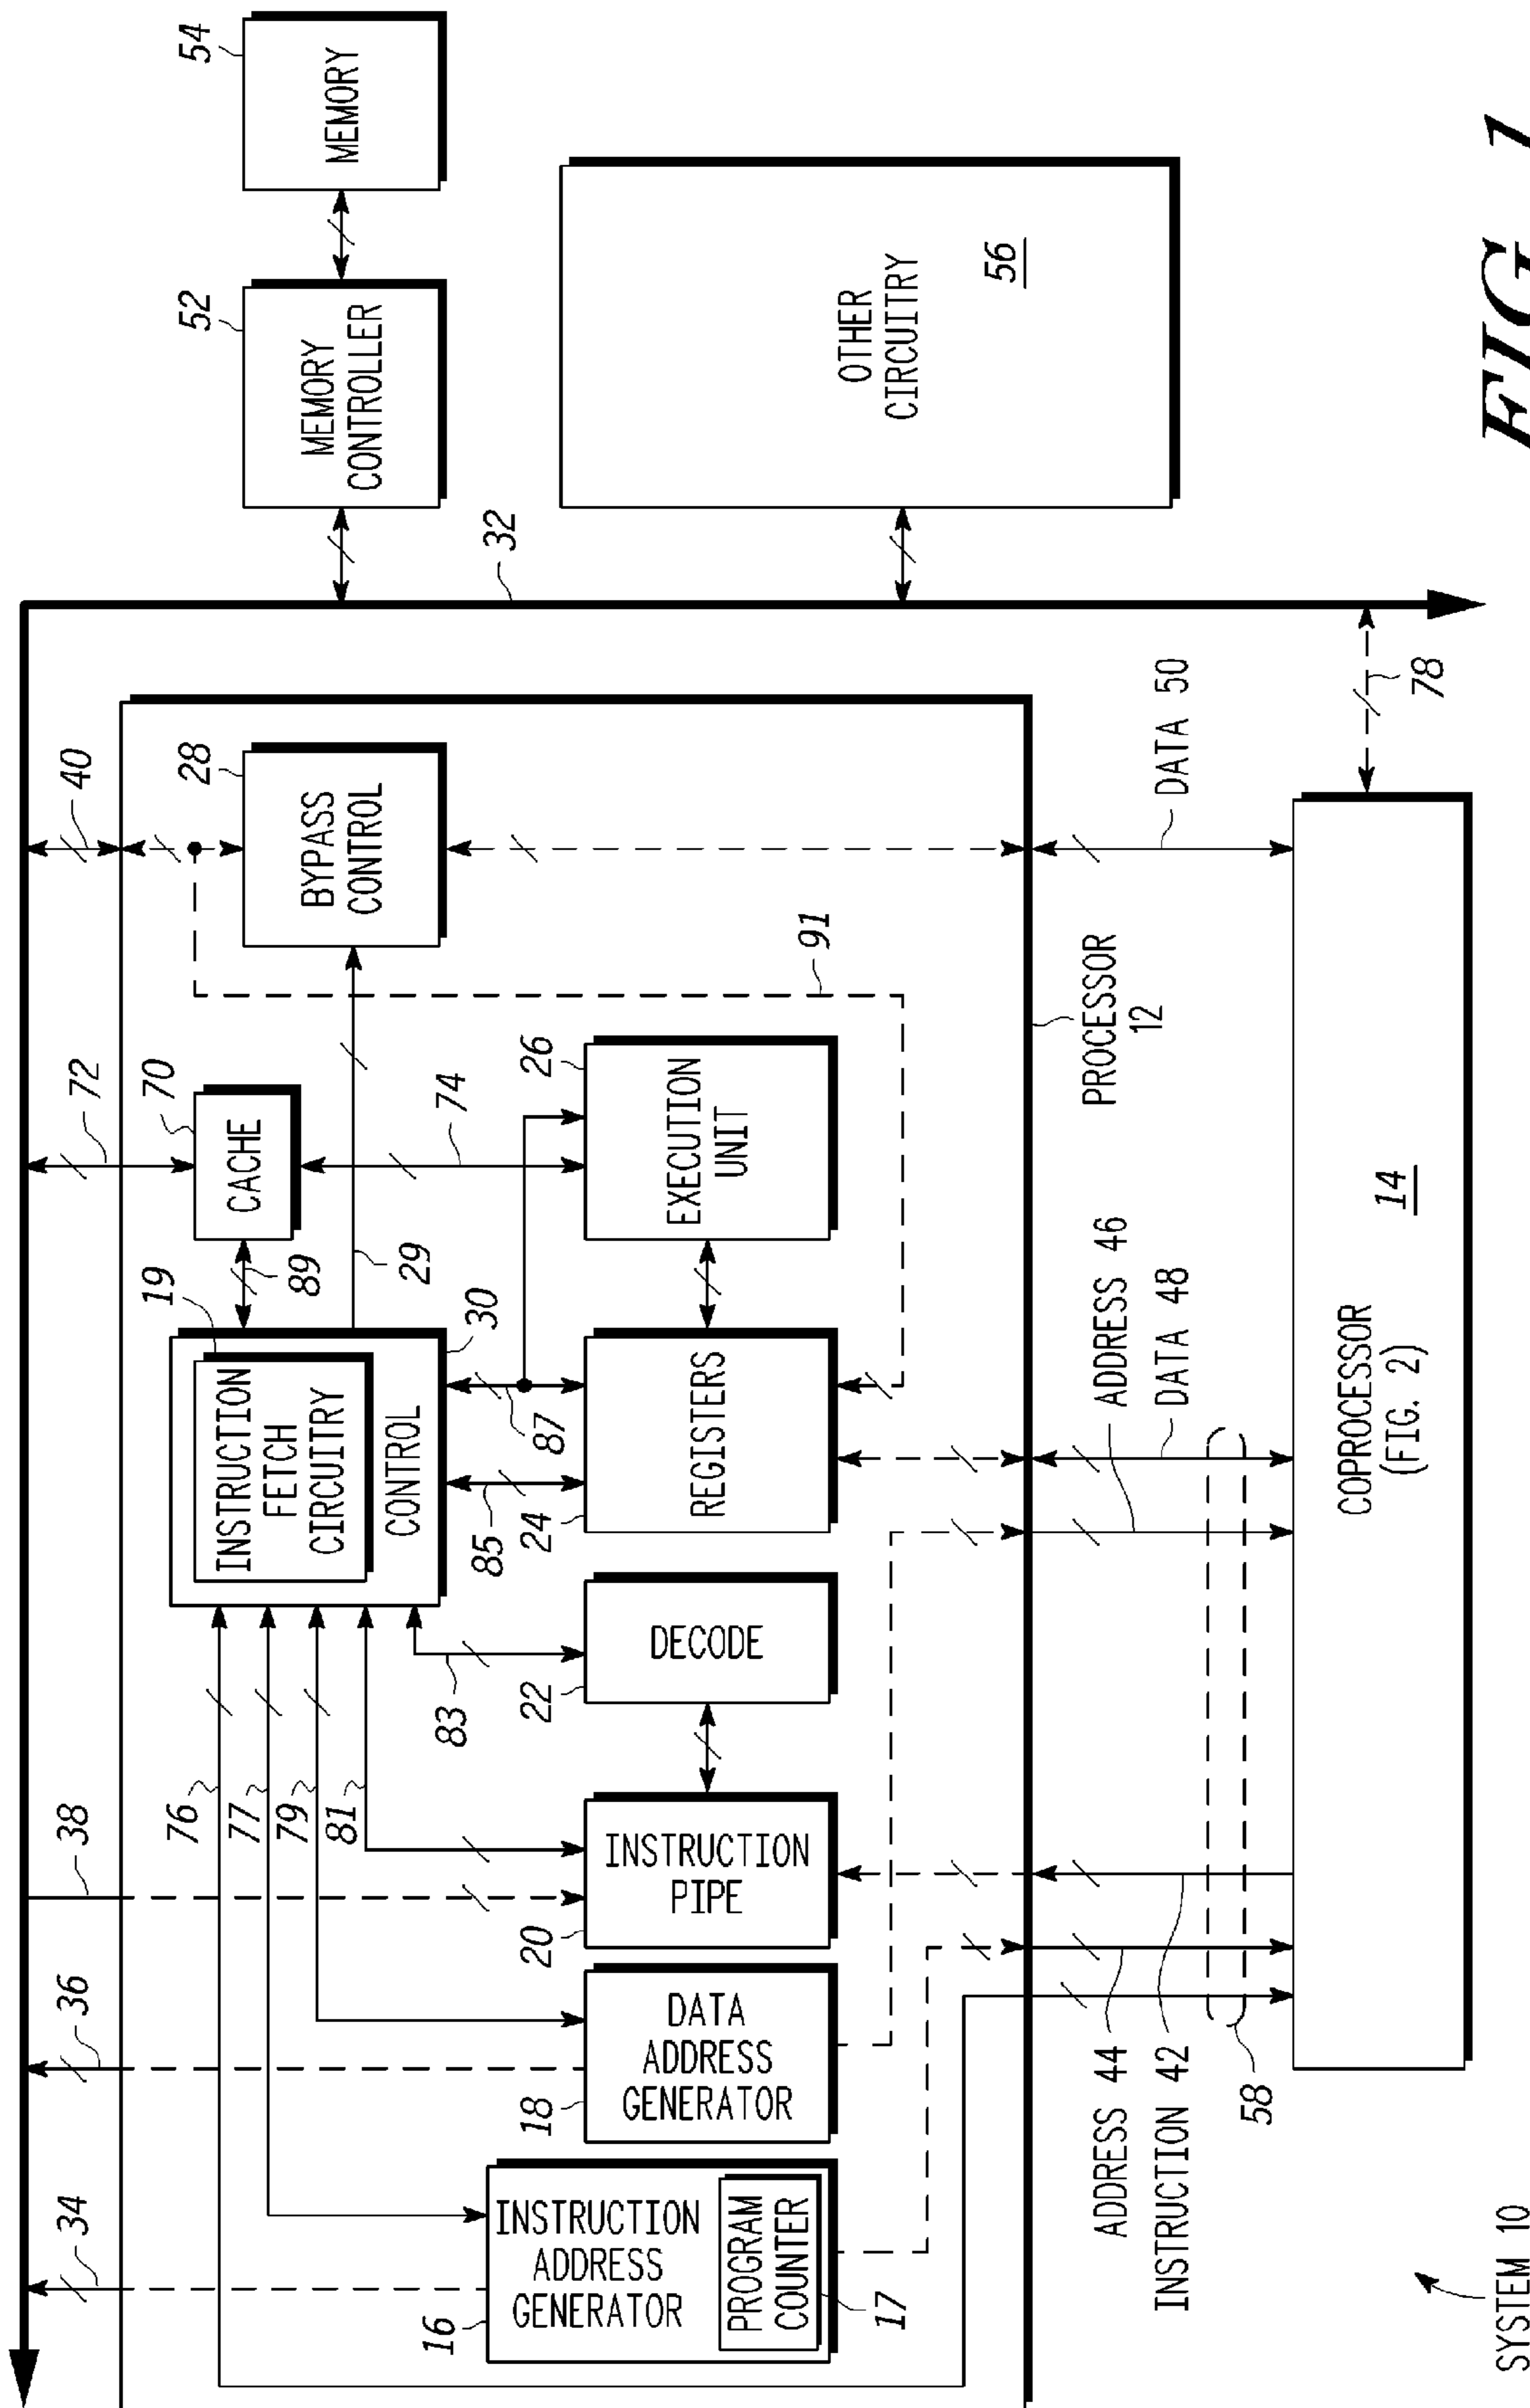 34
36
38
72
40
54
MEMORY
52
MEMORY
CONTROLLER
32
OTHER
CIRCUITRY
56
76
77
79
81
19
INSTRUCTION
FETCH
CIRCUITRY
CONTROL
30
89
70
CACHE
29
28
BYPASS
CONTROL
83
85
87
74
91
16
INSTRUCTION
ADDRESS
GENERATOR
PROGRAM
COUNTER
17
18
DATA
ADDRESS
GENERATOR
20
INSTRUCTION
PIPE
22
DECODE
24
REGISTERS
26
EXECUTION
UNIT
PROCESSOR
12
ADDRESS 44
INSTRUCTION 42
58
ADDRESS 46
DATA 48
DATA 50
78
COPROCESSOR
(FIG. 2)
14
SYSTEM 10
FIG. 1